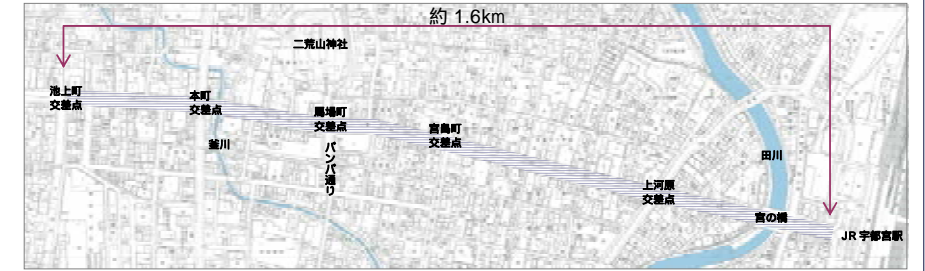 約 1.6km
二荒山神社
池上町
交差点
本町
交差点
馬場町
交差点
宮島町
交差点
釜川
バンバ通り
田川
上河原
交差点
宮の橋
JR 宇都宮駅